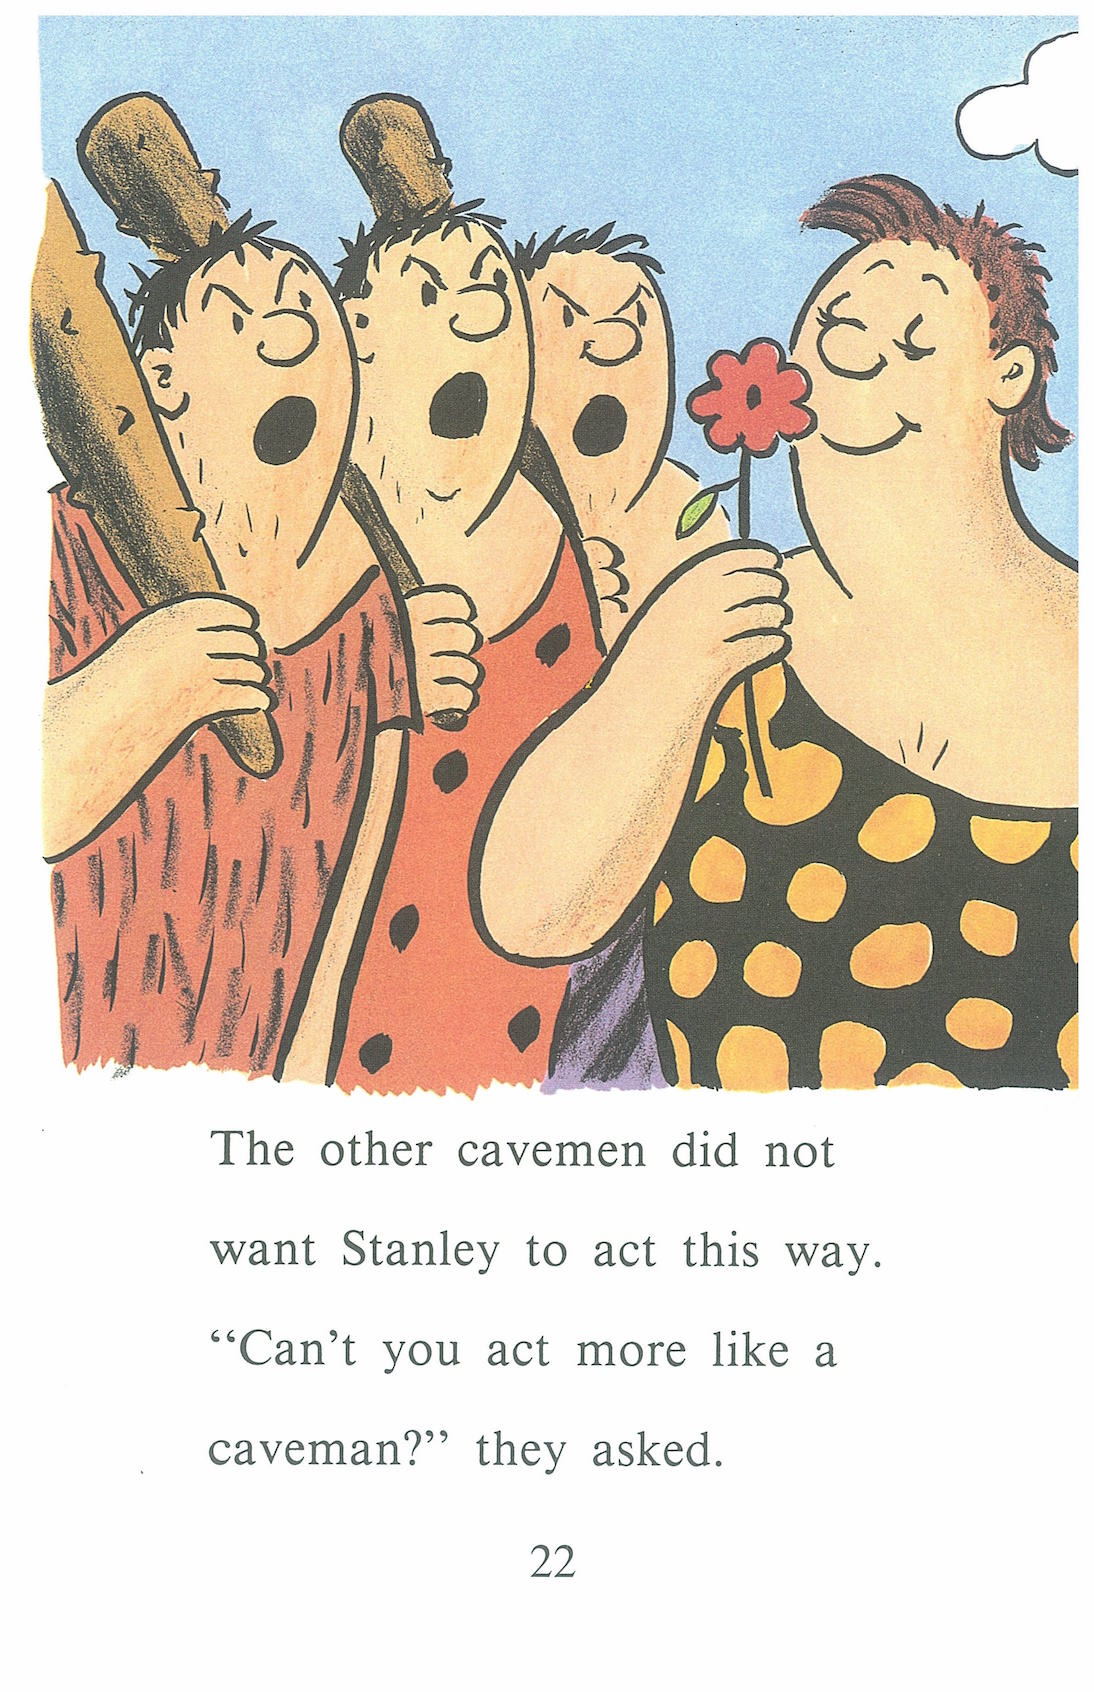 The other cavemen did not
want Stanley to act this way.
“Can’t you act more like a
caveman?” they asked.
22